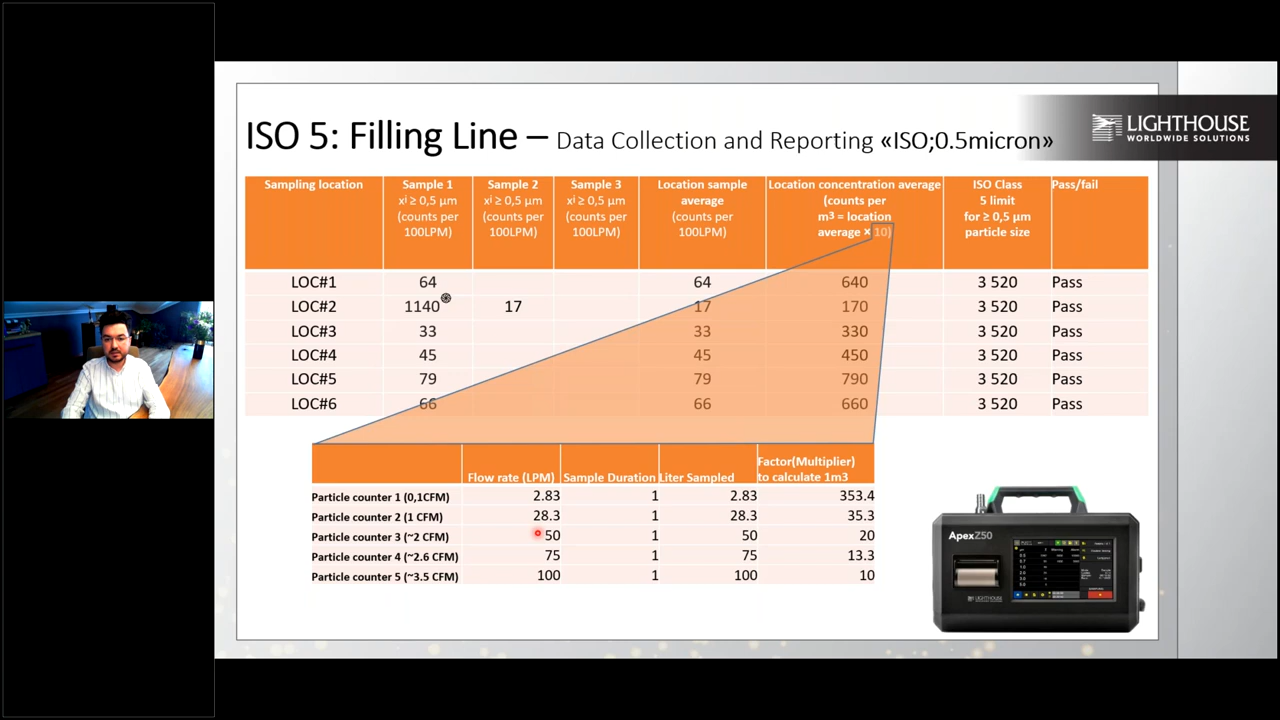 ISO 5: Filling Line – Data Collection and Reporting «ISO;0.5micron»
LIGHTHOUSE
WORLDWIDE SOLUTIONS
Sampling location
Sample 1
xⁱ ≥ 0,5 µm
(counts per
100LPM)
Sample 2
xⁱ ≥ 0,5 µm
(counts per
100LPM)
Sample 3
xⁱ ≥ 0,5 µm
(counts per
100LPM)
Location sample
average
(counts per
100LPM)
Location concentration average
(counts per
m³ = location
average × 10)
ISO Class
5 limit
for ≥ 0,5 µm
particle size
Pass/fail
LOC#1 64 64 640 3 520 Pass
LOC#2 1140 17 17 170 3 520 Pass
LOC#3 33 33 330 3 520 Pass
LOC#4 45 45 450 3 520 Pass
LOC#5 79 79 790 3 520 Pass
LOC#6 66 66 660 3 520 Pass
Flow rate (LPM) Sample Duration Liter Sampled
Factor(Multiplier)
to calculate 1m3
Particle counter 1 (0,1CFM) 2.83 1 2.83 353.4
Particle counter 2 (1 CFM) 28.3 1 28.3 35.3
Particle counter 3 (~2 CFM) 50 1 50 20
Particle counter 4 (~2.6 CFM) 75 1 75 13.3
Particle counter 5 (~3.5 CFM) 100 1 100 10
ApexZ50
LIGHTHOUSE